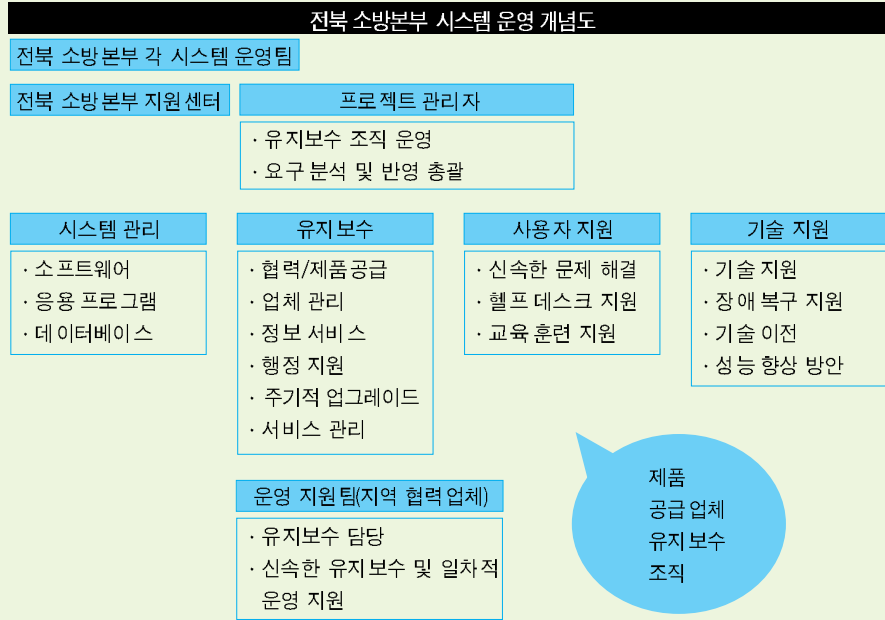 전북 소방본부 시스템 운영 개념도
전북 소방본부 각 시스템 운영팀
전북 소방본부 지원센터
프로젝트 관리자
· 유지보수 조직 운영
· 요구 분석 및 반영 총괄
시스템 관리
· 소프트웨어
· 응용 프로그램
· 데이터베이스
유지보수
· 협력/제품공급
· 업체 관리
· 정보 서비스
· 행정 지원
· 주기적 업그레이드
· 서비스 관리
사용자 지원
· 신속한 문제 해결
· 헬프 데스크 지원
· 교육 훈련 지원
기술 지원
· 기술 지원
· 장애 복구 지원
· 기술 이전
· 성능 향상 방안
운영 지원팀(지역 협력 업체)
· 유지보수 담당
· 신속한 유지보수 및 일차적
운영 지원
제품
공급 업체
유지보수
조직